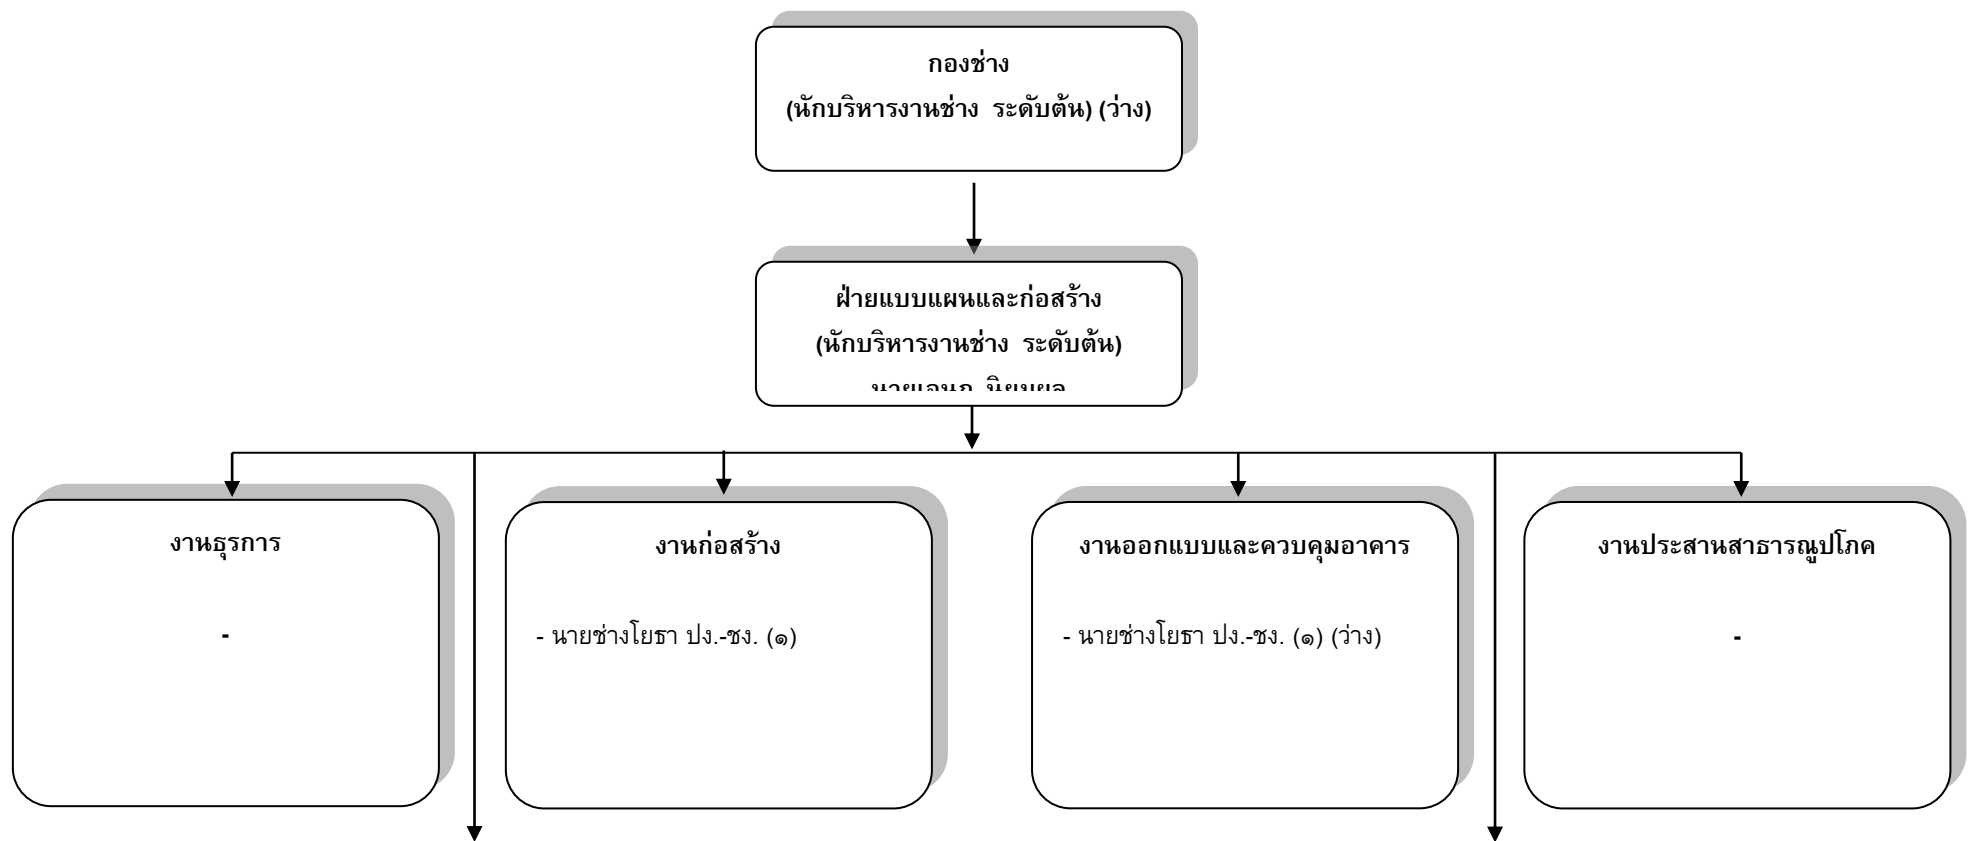 กองช่าง
(นักบริหารงานช่าง ระดับต้น) (ว่าง)
ฝ่ายแบบแผนและก่อสร้าง
(นักบริหารงานช่าง ระดับต้น)
งานธุรการ
-
งานก่อสร้าง
- นายช่างโยธา ปง.-ชง. (๑)
งานออกแบบและควบคุมอาคาร
- นายช่างโยธา ปง.-ชง. (๑) (ว่าง)
งานประสานสาธารณูปโภค
-